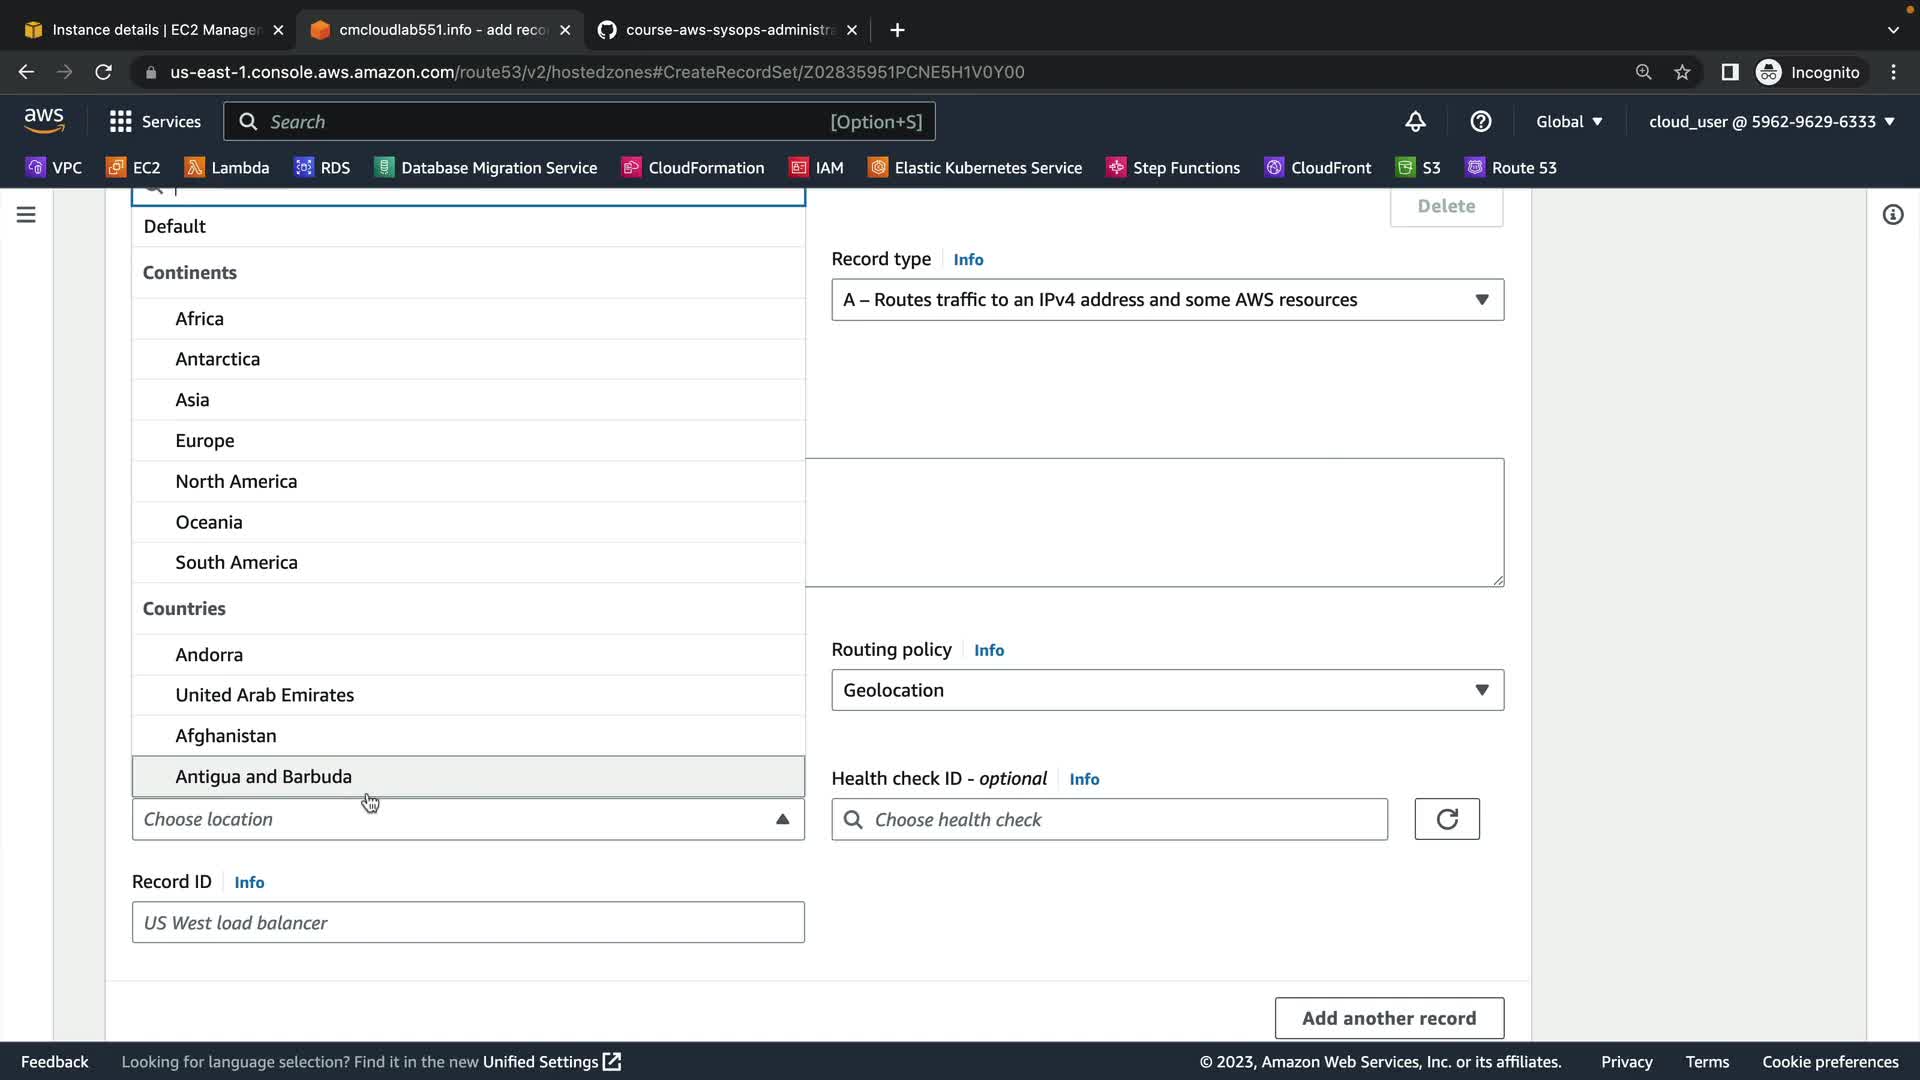 Instance details | EC2 Manager
cmcloudlab551.info - add reco
course-aws-sysops-administra
us-east-1.console.aws.amazon.com/route53/v2/hostedzones#CreateRecordSet/Z02835951PCNE5H1V0Y00
Incognito
aws
Services
Search
[Option+S]
Global
cloud_user @ 5962-9629-6333
VPC
EC2
Lambda
RDS
Database Migration Service
CloudFormation
IAM
Elastic Kubernetes Service
Step Functions
CloudFront
S3
Route 53
Delete
Default
Continents
Africa
Antarctica
Asia
Europe
North America
Oceania
South America
Countries
Andorra
United Arab Emirates
Afghanistan
Antigua and Barbuda
Choose location
Record type Info
A – Routes traffic to an IPv4 address and some AWS resources
Routing policy Info
Geolocation
Health check ID - optional Info
Choose health check
Record ID Info
US West load balancer
Add another record
Feedback
Looking for language selection? Find it in the new Unified Settings
© 2023, Amazon Web Services, Inc. or its affiliates.
Privacy
Terms
Cookie preferences